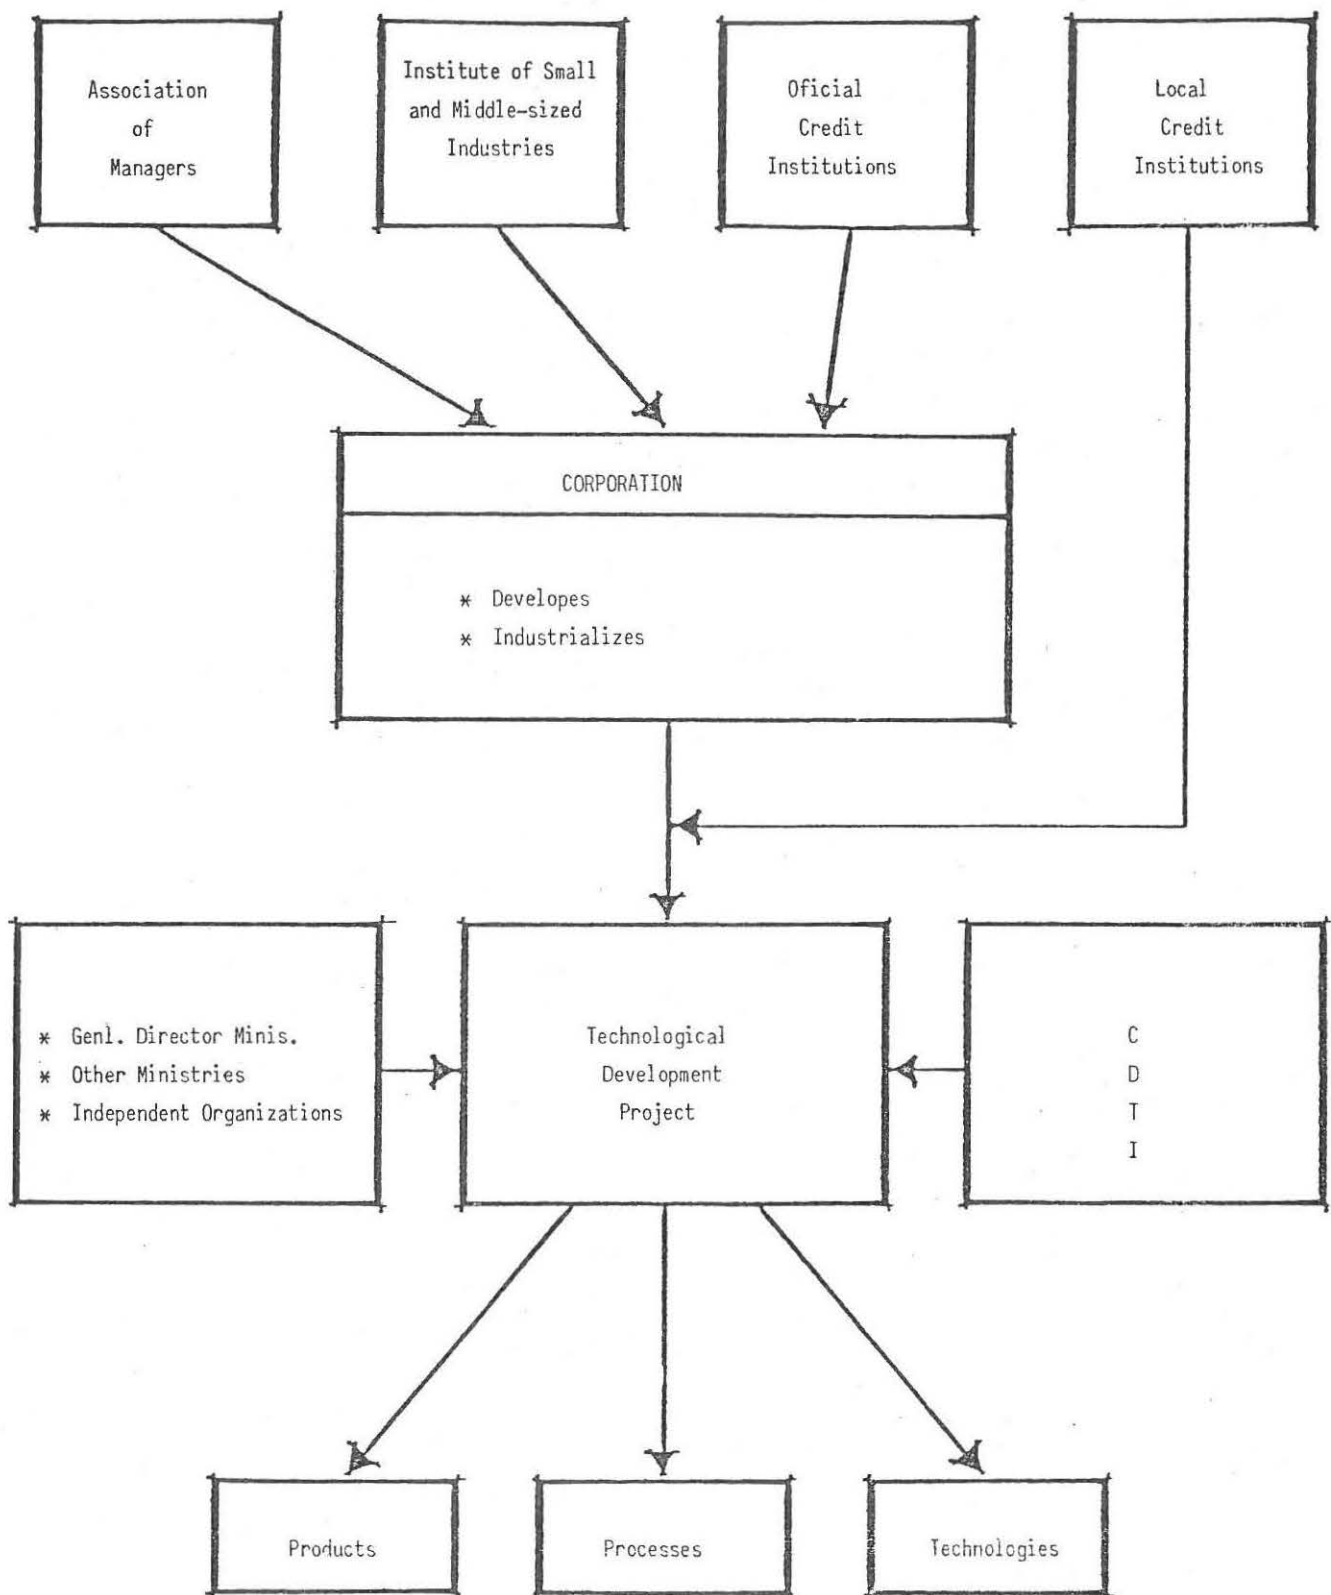 Association
of
Managers
Institute of Small
and Middle-sized
Industries
Oficial
Credit
Institutions
Local
Credit
Institutions
CORPORATION
* Developes
* Industrializes
* Genl. Director Minis.
* Other Ministries
* Independent Organizations
Technological
Development
Project
C
D
T
I
Products
Processes
Technologies